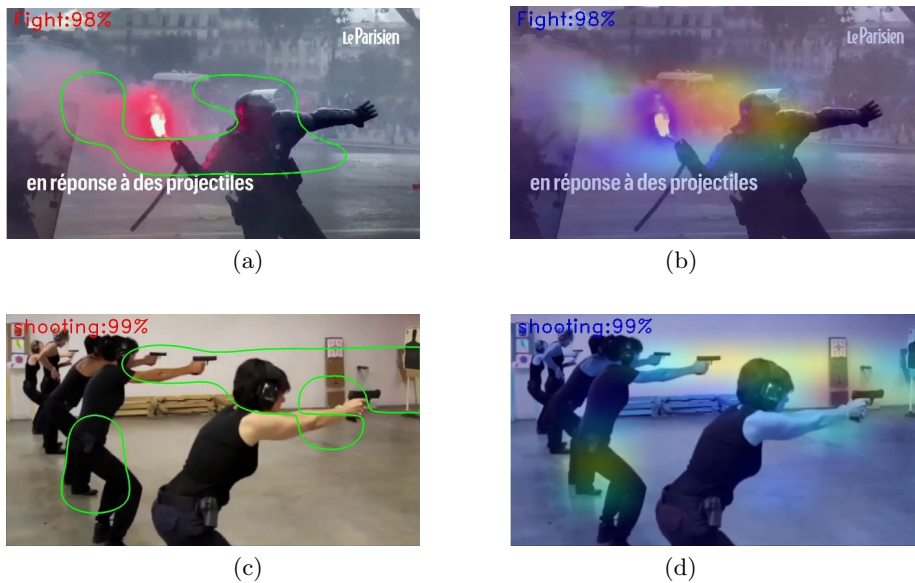 Fight:98%
Le Parisien
en réponse à des projectiles
(a)
Fight:98%
Le Parisien
en réponse à des projectiles
(b)
shooting:99%
(c)
shooting:99%
(d)